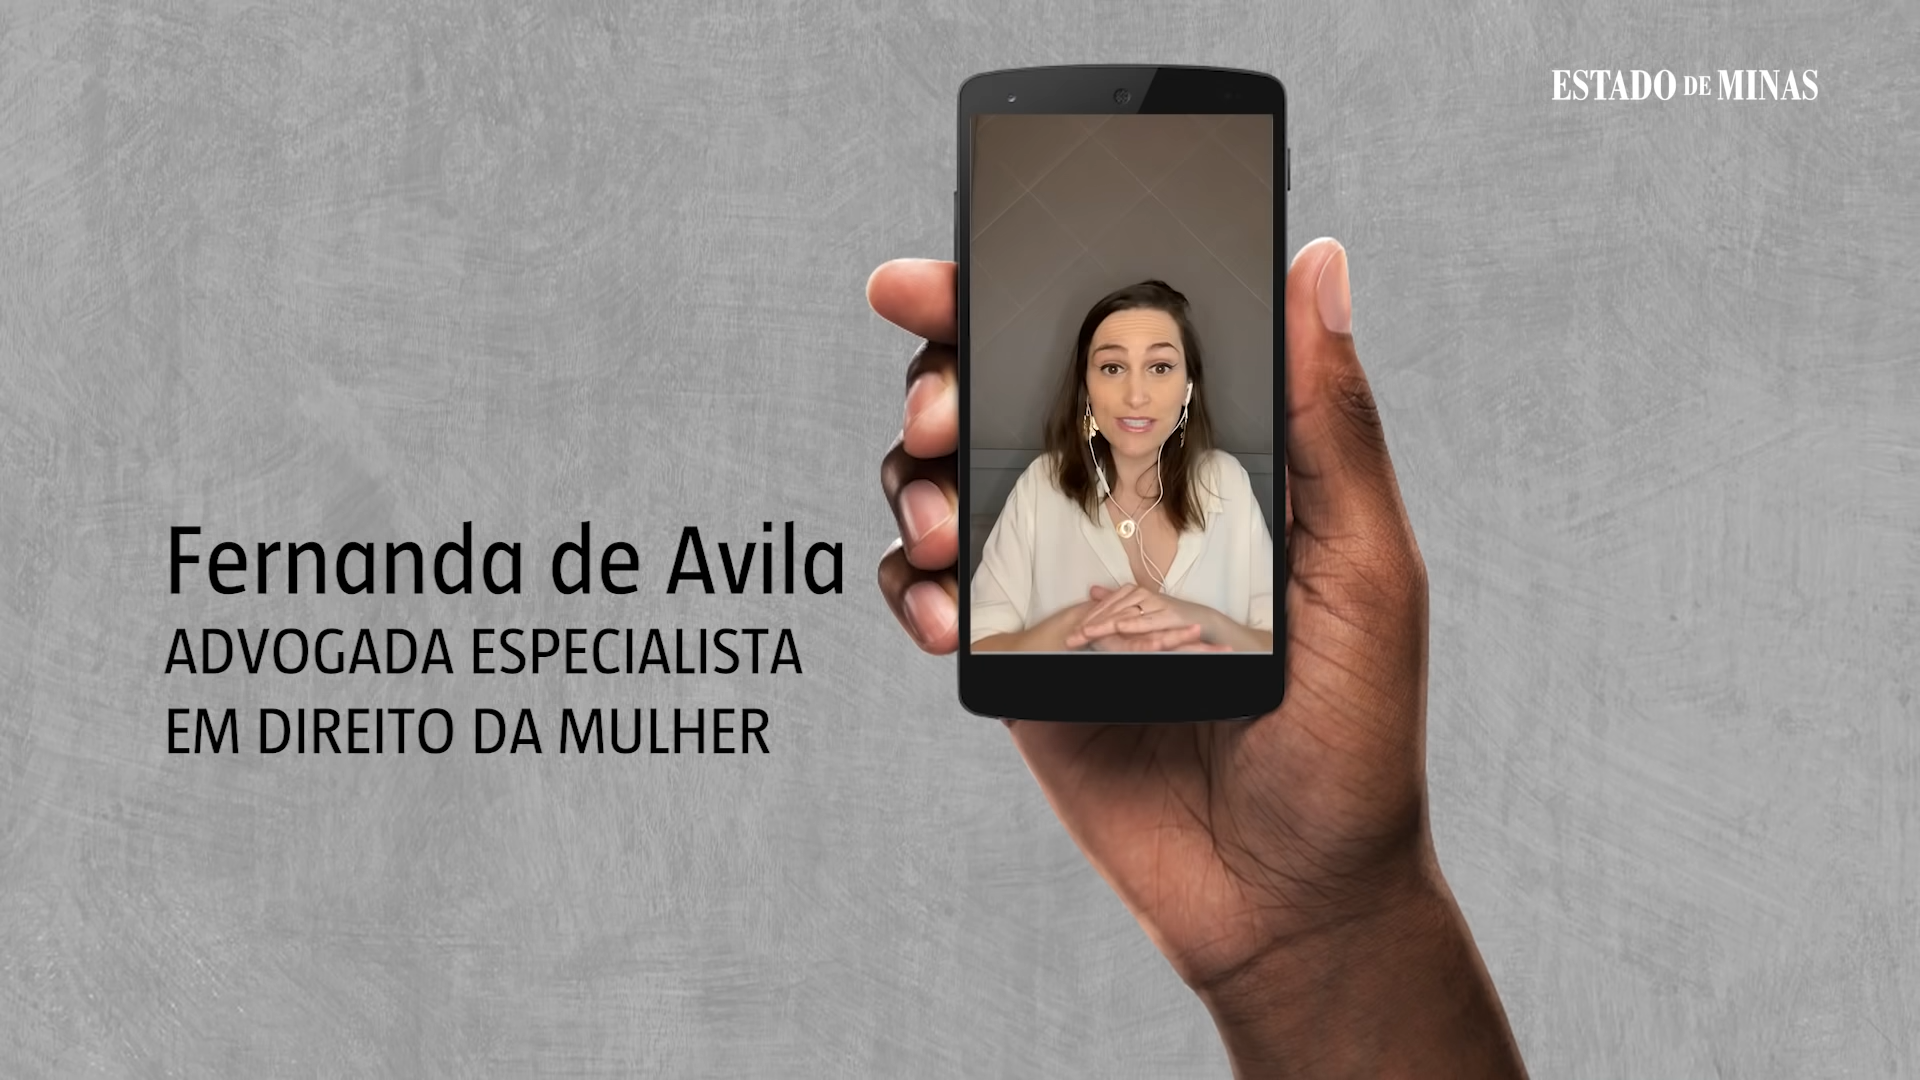 ESTADO DE MINAS
Fernanda de Avila
ADVOGADA ESPECIALISTA
EM DIREITO DA MULHER